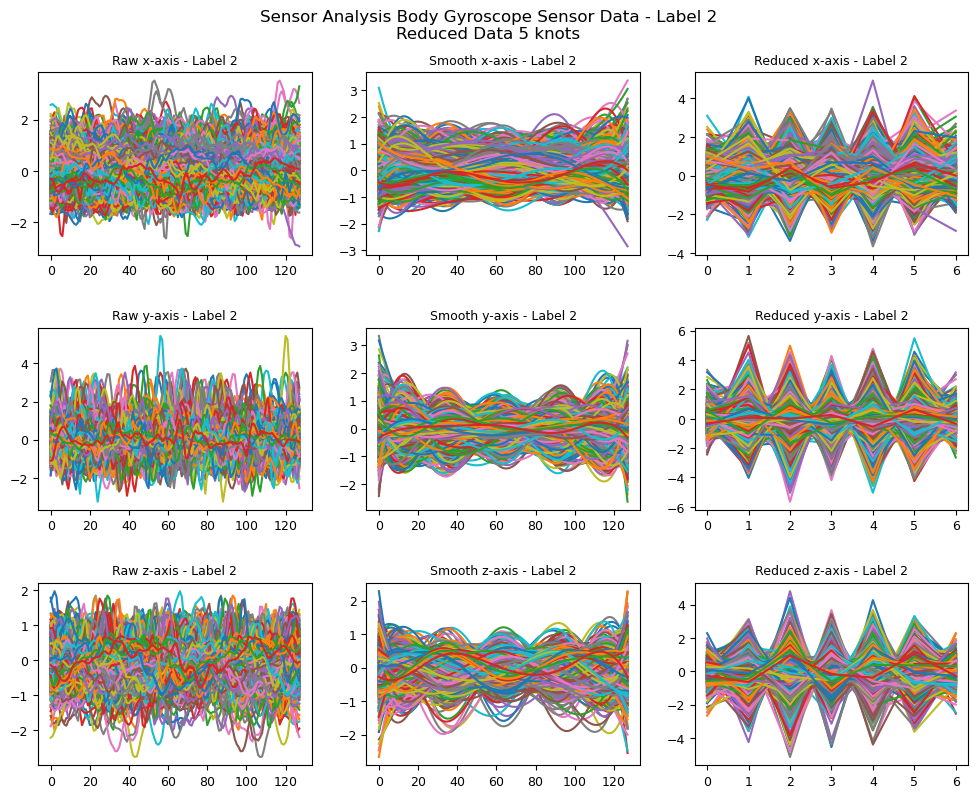 Sensor Analysis Body Gyroscope Sensor Data - Label 2
Reduced Data 5 knots
Raw x-axis - Label 2
2
0
−2
0 20 40 60 80 100 120
Smooth x-axis - Label 2
3
2
1
0
−1
−2
−3
0 20 40 60 80 100 120
Reduced x-axis - Label 2
4
2
0
−2
−4
0 1 2 3 4 5 6
Raw y-axis - Label 2
4
2
0
−2
0 20 40 60 80 100 120
Smooth y-axis - Label 2
3
2
1
0
−1
−2
0 20 40 60 80 100 120
Reduced y-axis - Label 2
6
4
2
0
−2
−4
−6
0 1 2 3 4 5 6
Raw z-axis - Label 2
2
1
0
−1
−2
0 20 40 60 80 100 120
Smooth z-axis - Label 2
2
1
0
−1
−2
0 20 40 60 80 100 120
Reduced z-axis - Label 2
4
2
0
−2
−4
0 1 2 3 4 5 6